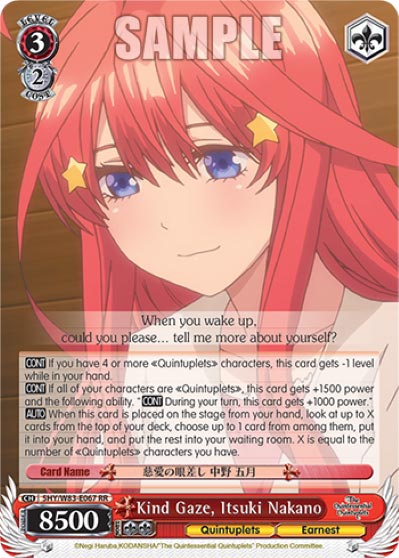 LEVEL
3
2
COST
SAMPLE
When you wake up,
could you please... tell me more about yourself?
CONT If you have 4 or more ≪Quintuplets≫ characters, this card gets -1 level
while in your hand.
CONT If all of your characters are ≪Quintuplets≫, this card gets +1500 power
and the following ability. "CONT During your turn, this card gets +1000 power."
AUTO When this card is placed on the stage from your hand, look at up to X
cards from the top of your deck, choose up to 1 card from among them, put
it into your hand, and put the rest into your waiting room. X is equal to the
number of ≪Quintuplets≫ characters you have.
Card Name
慈愛の眼差し 中野 五月
CH 5HY/W83-E067 RR
Kind Gaze, Itsuki Nakano
The Quintessential Quintuplets
8500
Quintuplets
Earnest
©Negi Haruba,KODANSHA/"The Quintessential Quintuplets" Production Committee.